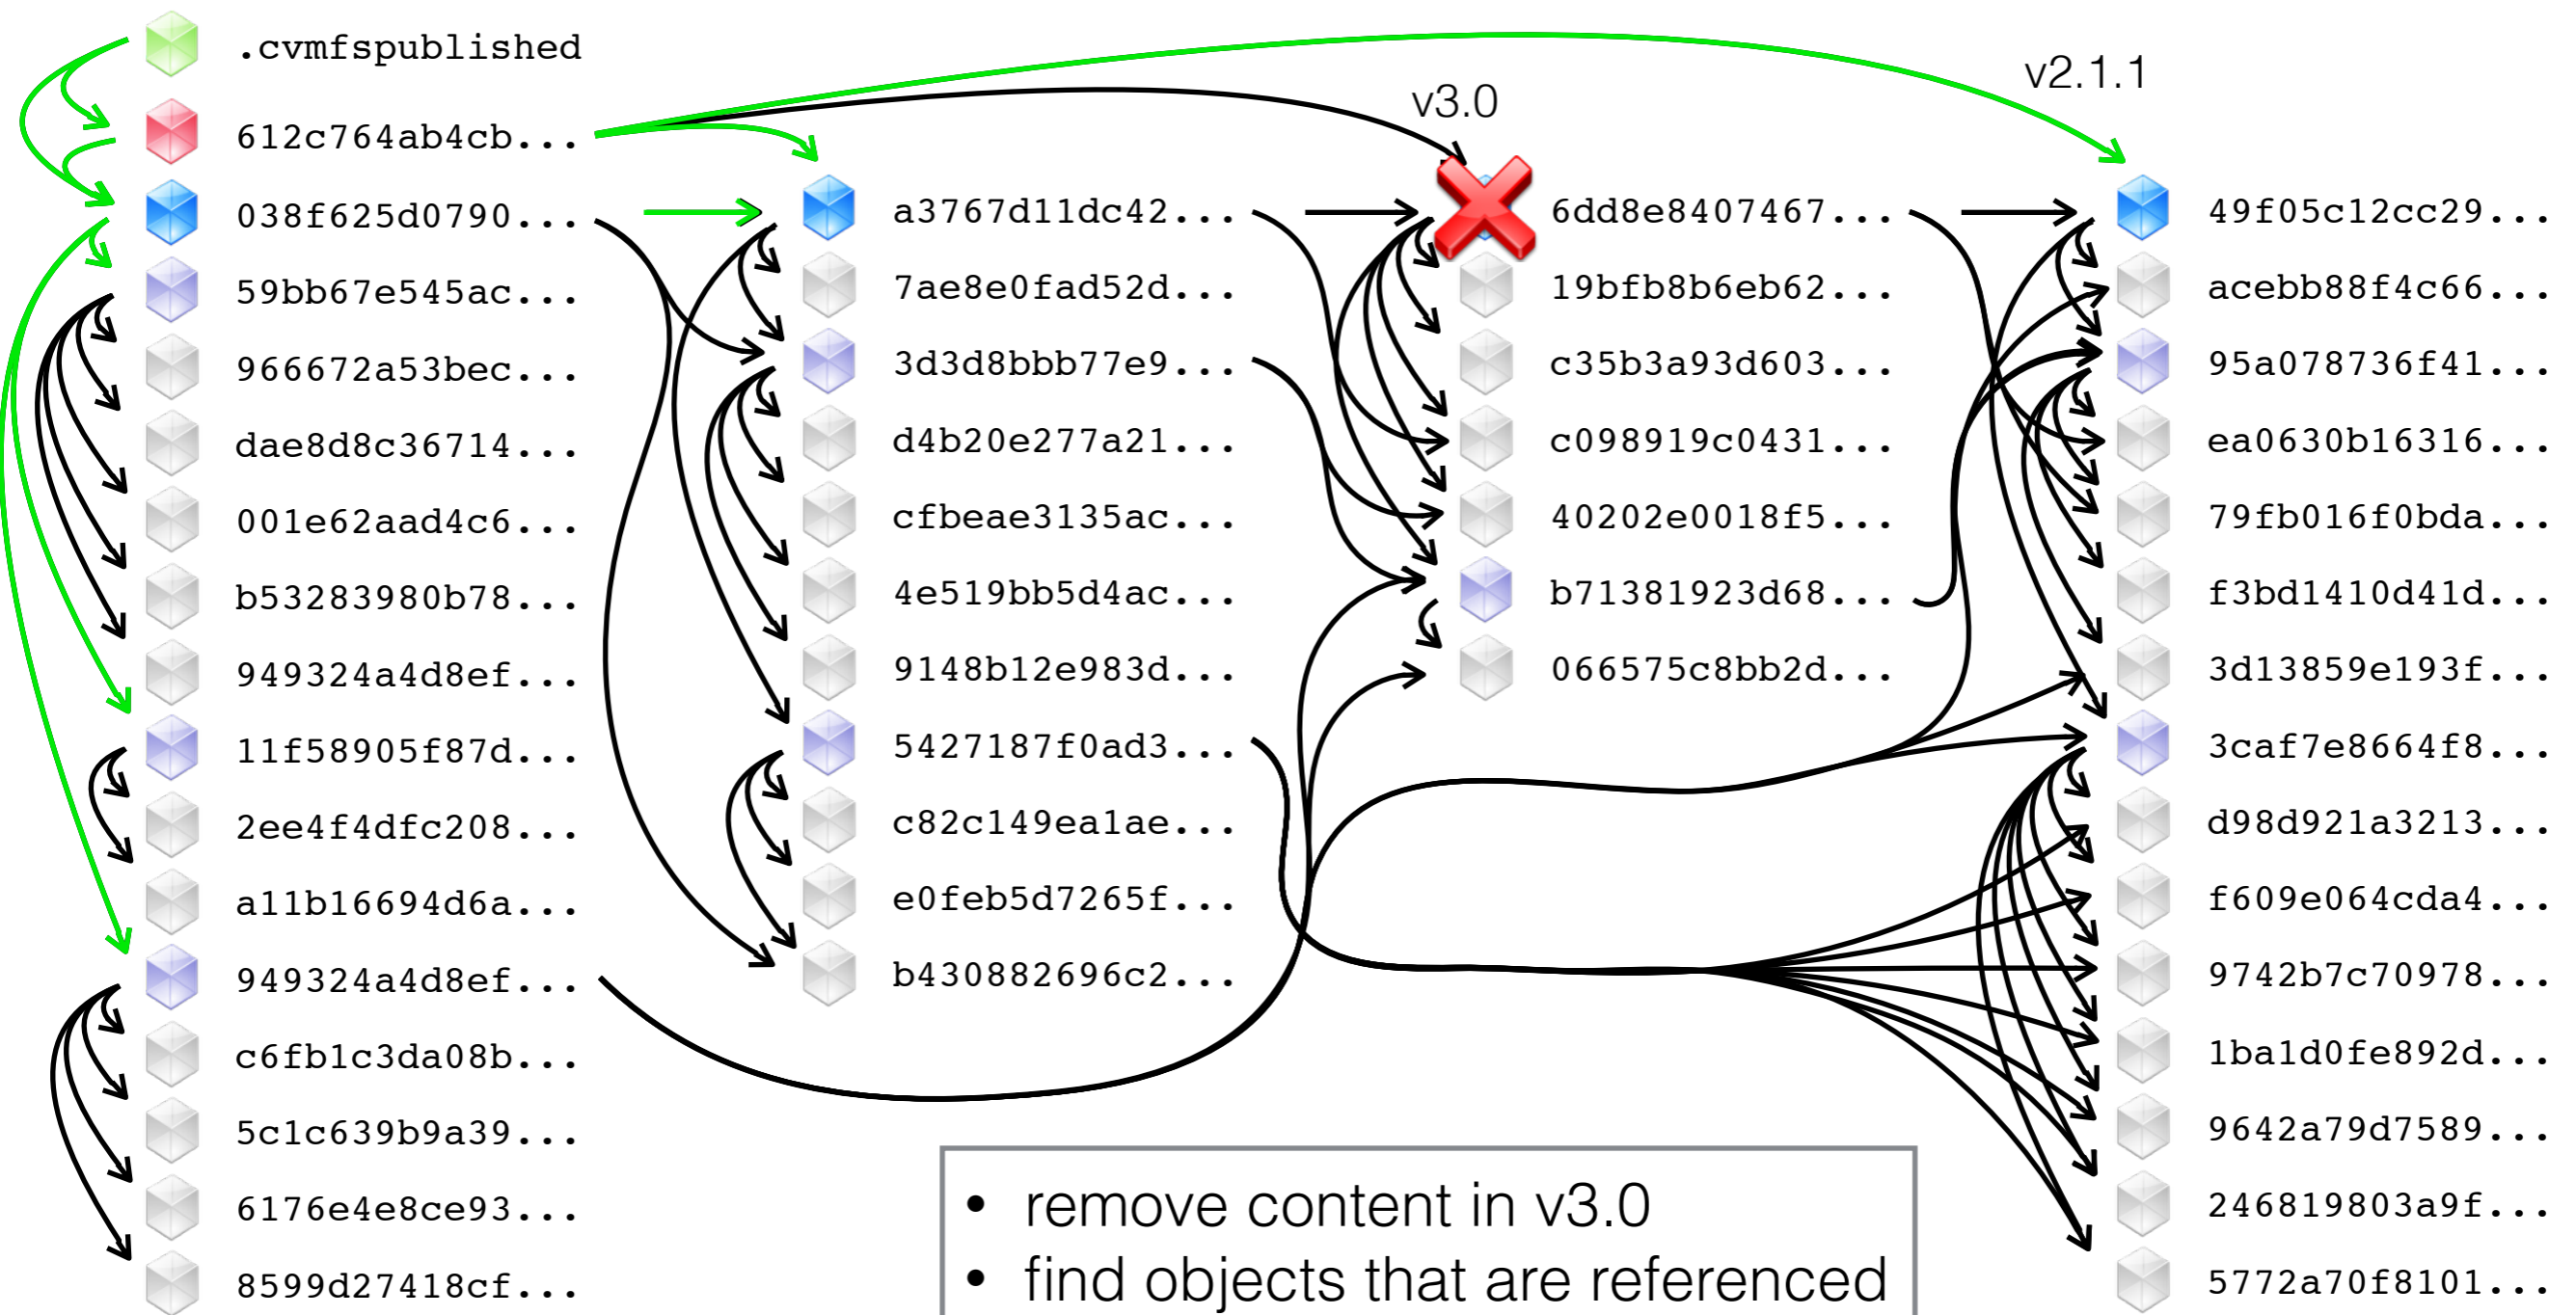 .cvmfspublished
612c764ab4cb...
038f625d0790...
59bb67e545ac...
966672a53bec...
dae8d8c36714...
001e62aad4c6...
b53283980b78...
949324a4d8ef...
11f58905f87d...
2ee4f4dfc208...
a11b16694d6a...
949324a4d8ef...
c6fb1c3da08b...
5c1c639b9a39...
6176e4e8ce93...
8599d27418cf...
a3767d11dc42...
7ae8e0fad52d...
3d3d8bbb77e9...
d4b20e277a21...
cfbeae3135ac...
4e519bb5d4ac...
9148b12e983d...
5427187f0ad3...
c82c149ea1ae...
e0feb5d7265f...
b430882696c2...
v3.0
6dd8e8407467...
19bfb8b6eb62...
c35b3a93d603...
c098919c0431...
40202e0018f5...
b71381923d68...
066575c8bb2d...
v2.1.1
49f05c12cc29...
acebb88f4c66...
95a078736f41...
ea0630b16316...
79fb016f0bda...
f3bd1410d41d...
3d13859e193f...
3caf7e8664f8...
d98d921a3213...
f609e064cda4...
9742b7c70978...
1ba1d0fe892d...
9642a79d7589...
246819803a9f...
5772a70f8101...
• remove content in v3.0
• find objects that are referenced